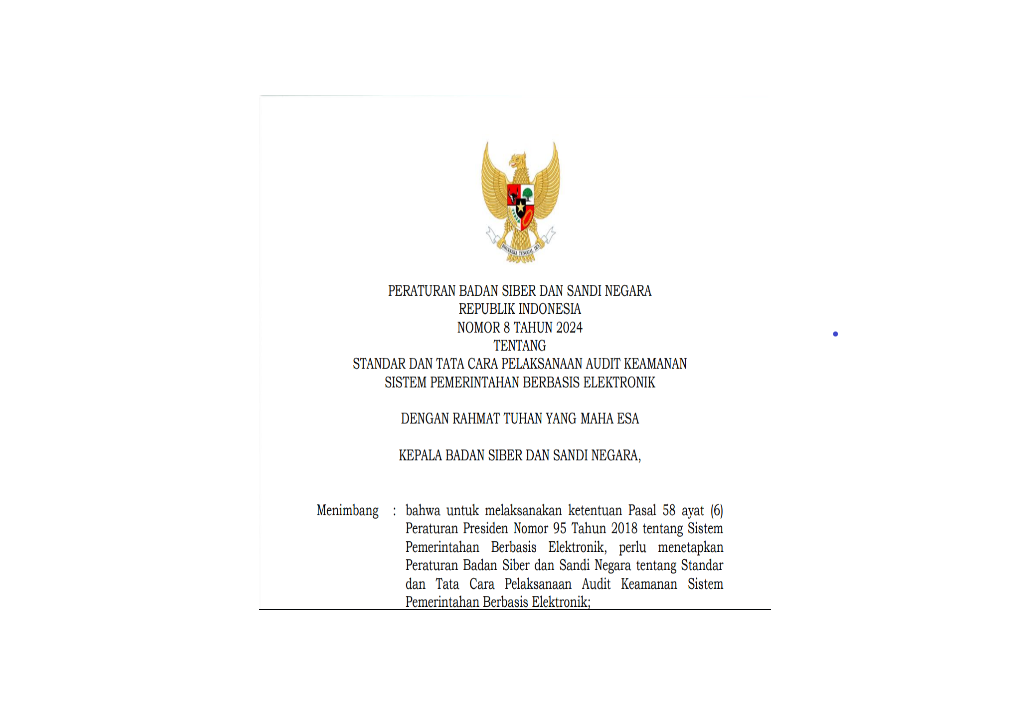 PERATURAN BADAN SIBER DAN SANDI NEGARA
REPUBLIK INDONESIA
NOMOR 8 TAHUN 2024
TENTANG
STANDAR DAN TATA CARA PELAKSANAAN AUDIT KEAMANAN
SISTEM PEMERINTAHAN BERBASIS ELEKTRONIK
DENGAN RAHMAT TUHAN YANG MAHA ESA
KEPALA BADAN SIBER DAN SANDI NEGARA,
Menimbang : bahwa untuk melaksanakan ketentuan Pasal 58 ayat (6)
Peraturan Presiden Nomor 95 Tahun 2018 tentang Sistem
Pemerintahan Berbasis Elektronik, perlu menetapkan
Peraturan Badan Siber dan Sandi Negara tentang Standar
dan Tata Cara Pelaksanaan Audit Keamanan Sistem
Pemerintahan Berbasis Elektronik;